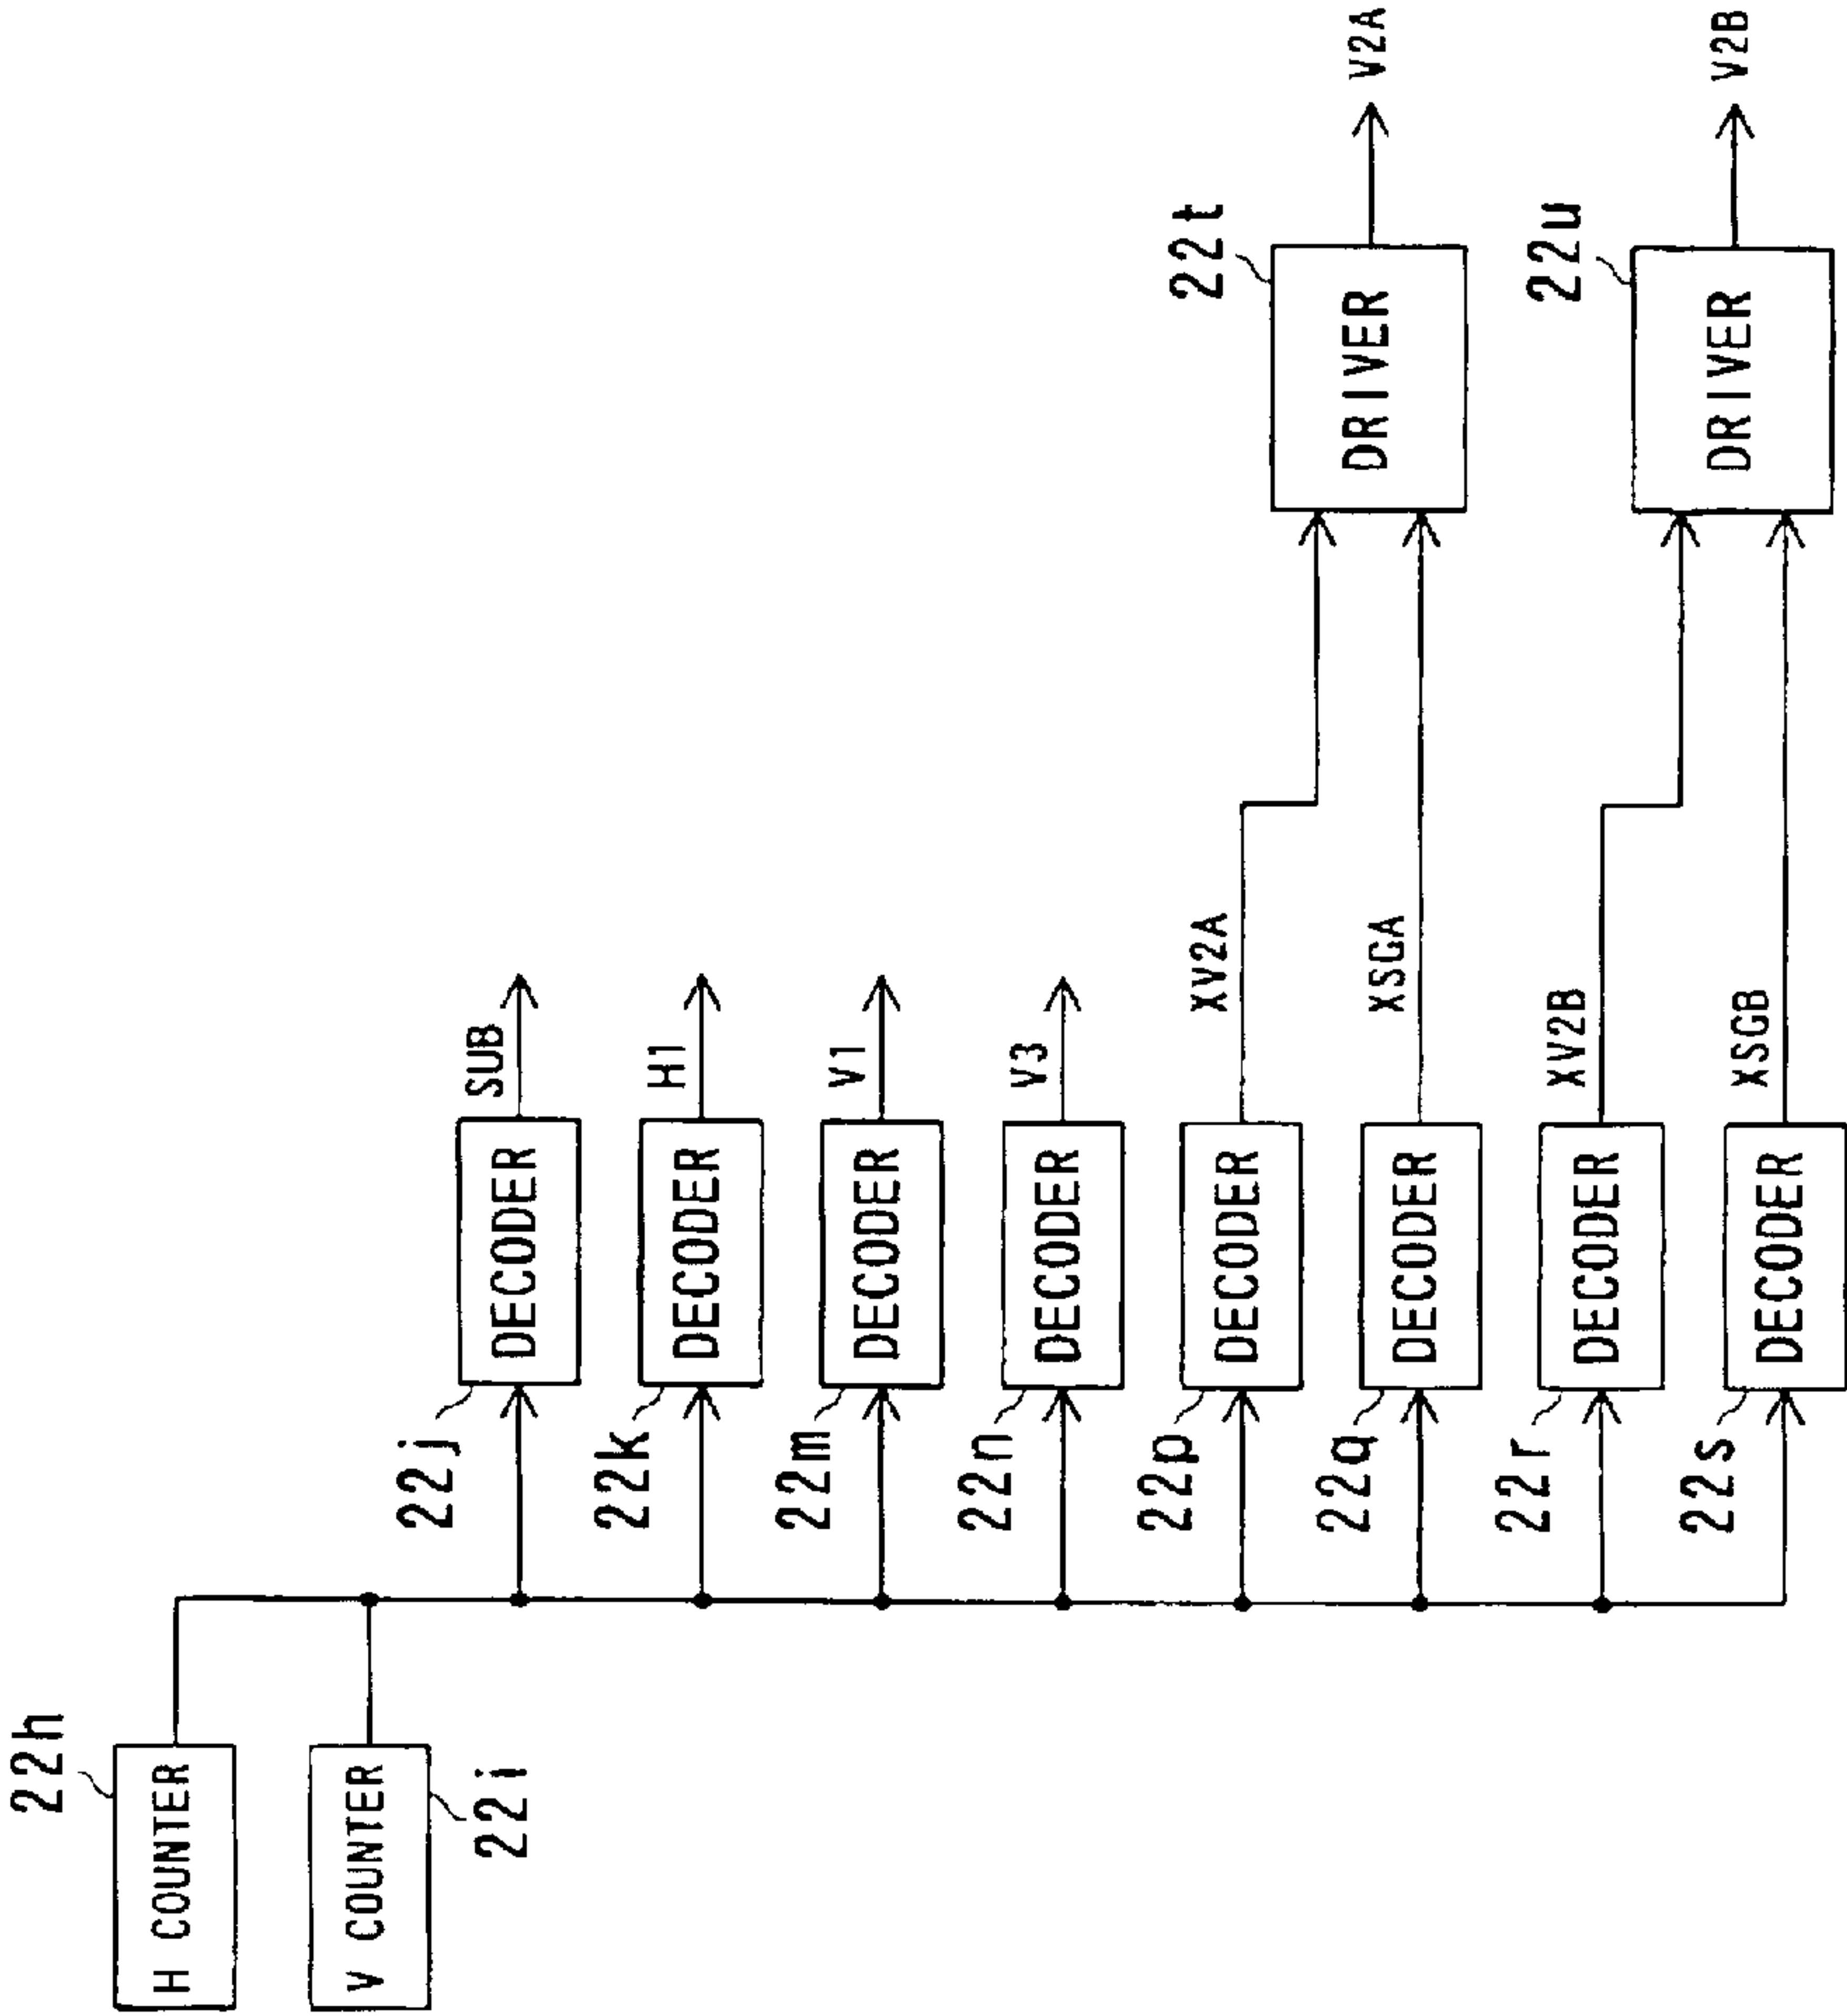 22h
H COUNTER
V COUNTER
22i
22j
DECODER
SUB
22k
DECODER
H1
22m
DECODER
V1
22n
DECODER
V3
22p
DECODER
XV2A
22q
DECODER
XSGA
22r
DECODER
XV2B
22s
DECODER
XSGB
22t
DRIVER
V2A
22u
DRIVER
V2B